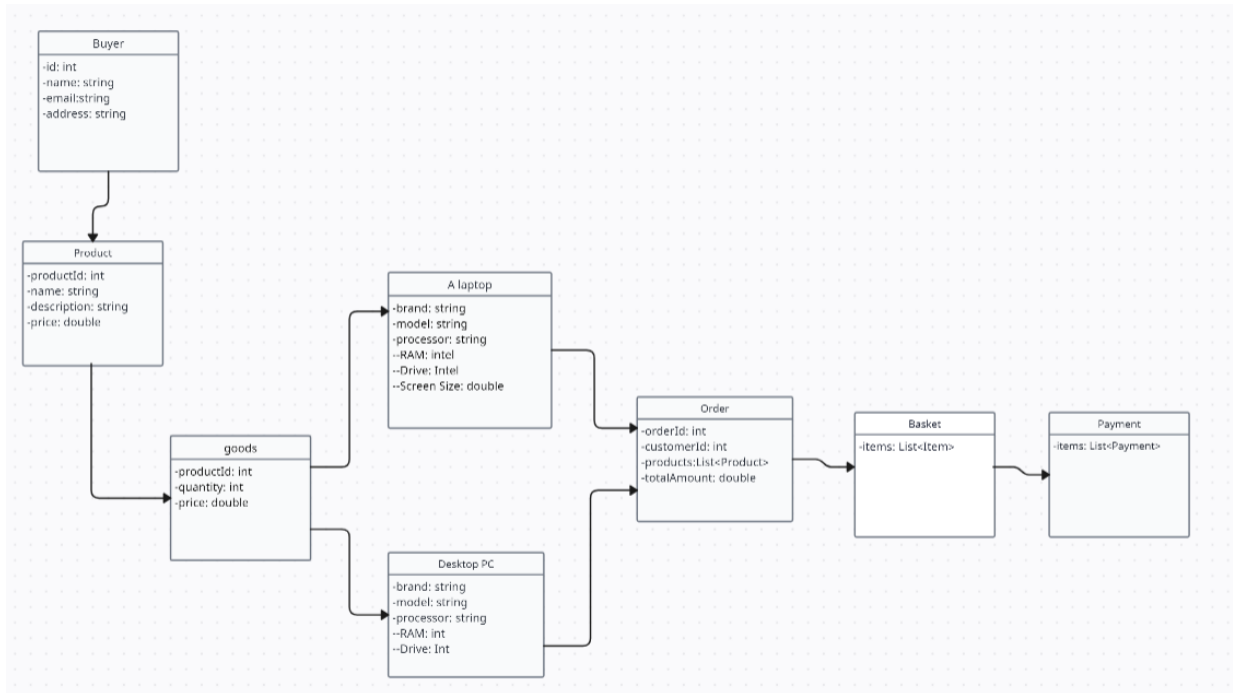 Buyer
-id: int
-name: string
-email:string
-address: string
Product
-productId: int
-name: string
-description: string
-price: double
goods
-productId: int
-quantity: int
-price: double
A laptop
-brand: string
-model: string
-processor: string
--RAM: intel
--Drive: Intel
--Screen Size: double
Desktop PC
-brand: string
-model: string
-processor: string
--RAM: int
--Drive: Int
Order
-orderId: int
-customerId: int
-products:List<Product>
-totalAmount: double
Basket
-items: List<Item>
Payment
-items: List<Payment>